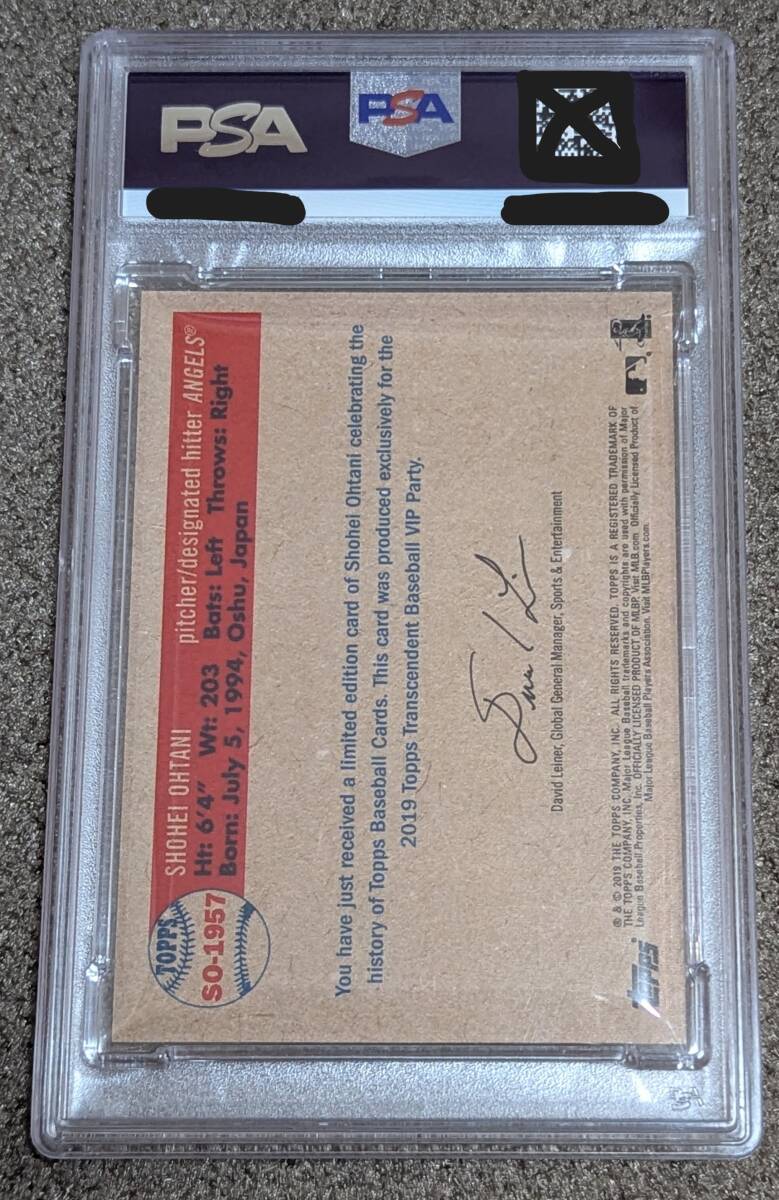 PSA
PSA
TOPPS
SO-1957
SHOHEI OHTANI pitcher/designated hitter ANGELS®
Ht: 6'4" Wt: 203 Bats: Left Throws: Right
Born: July 5, 1994, Oshu, Japan
You have just received a limited edition card of Shohei Ohtani celebrating the
history of Topps Baseball Cards. This card was produced exclusively for the
2019 Topps Transcendent Baseball VIP Party.
David Leiner, Global General Manager, Sports & Entertainment
topps
® & © 2019 THE TOPPS COMPANY, INC. ALL RIGHTS RESERVED. TOPPS IS A REGISTERED TRADEMARK OF
THE TOPPS COMPANY, INC. Major League Baseball trademarks and copyrights are used with permission of Major
League Baseball Properties, Inc. OFFICIALLY LICENSED PRODUCT OF MLBP. Visit MLB.com. Officially Licensed Product of
Major League Baseball Players Association. Visit MLBPlayers.com.